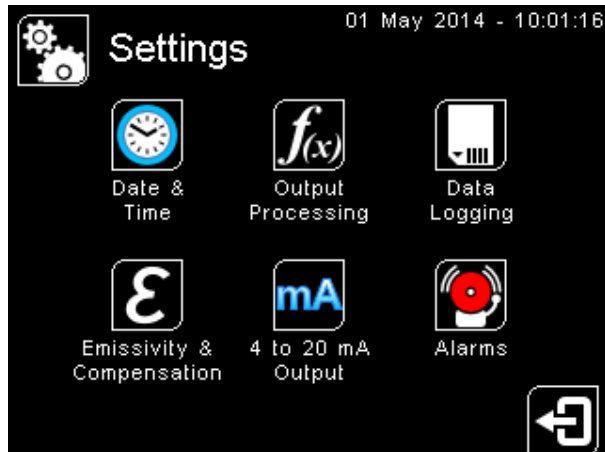 01 May 2014 - 10:01:16
Settings
f(x)
Date &
Time
Output
Processing
Data
Logging
ε
mA
Emissivity &
Compensation
4 to 20 mA
Output
Alarms